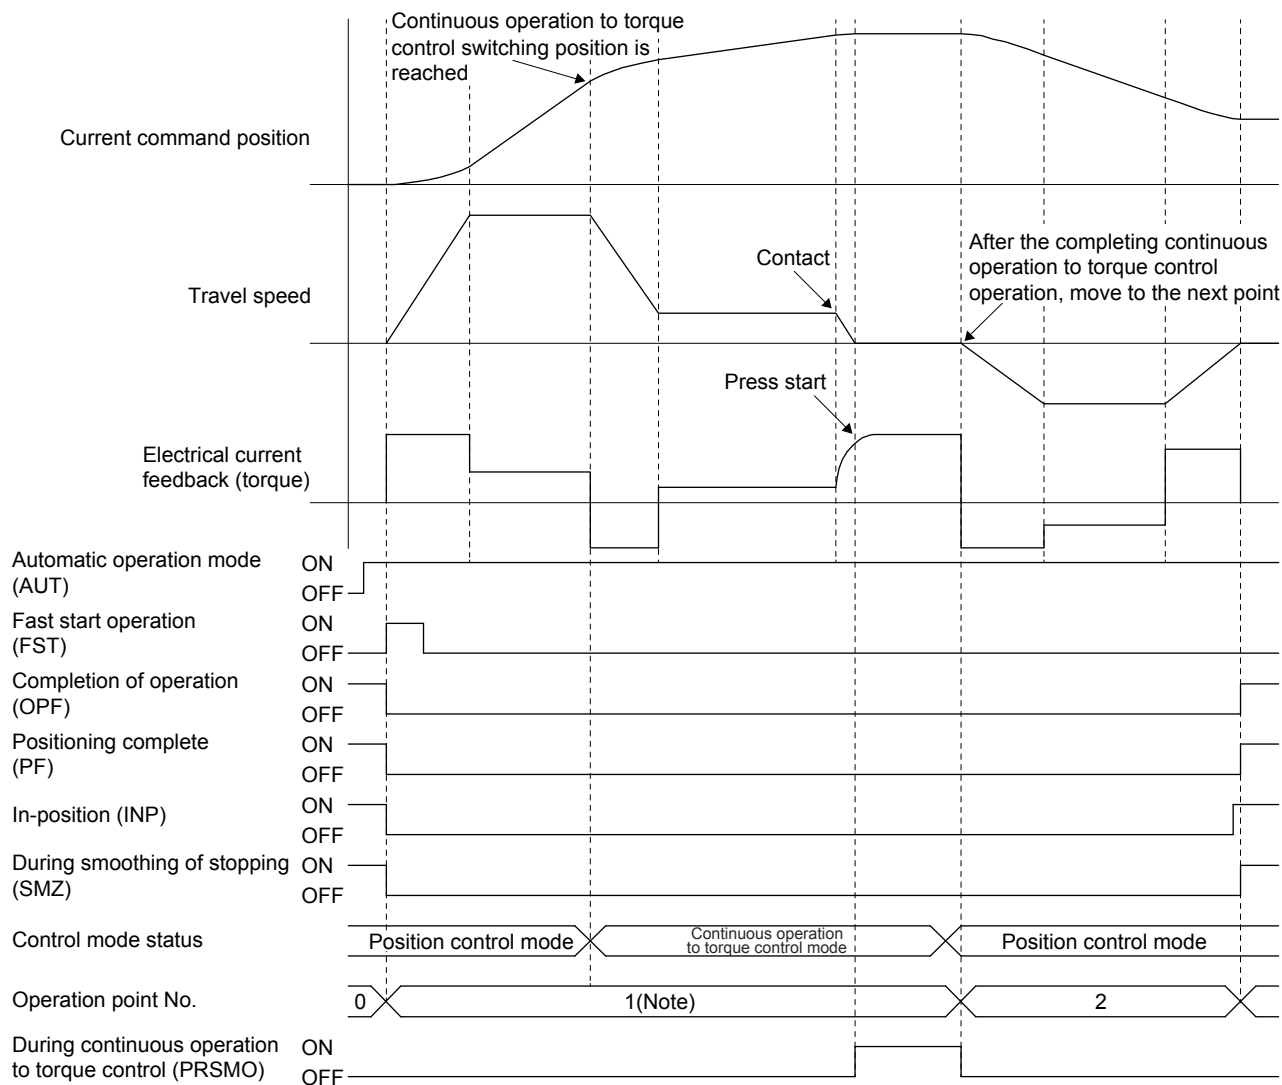 Continuous operation to torque
control switching position is
reached
Current command position
After the completing continuous
operation to torque control
operation, move to the next point
Contact
Travel speed
Press start
Electrical current
feedback (torque)
Automatic operation mode
(AUT)
ON
OFF
Fast start operation
(FST)
ON
OFF
Completion of operation
(OPF)
ON
OFF
Positioning complete
(PF)
ON
OFF
In-position (INP)
ON
OFF
During smoothing of stopping
(SMZ)
ON
OFF
Control mode status
Position control mode
Continuous operation
to torque control mode
Position control mode
Operation point No.
0
1(Note)
2
During continuous operation
to torque control (PRSMO)
ON
OFF